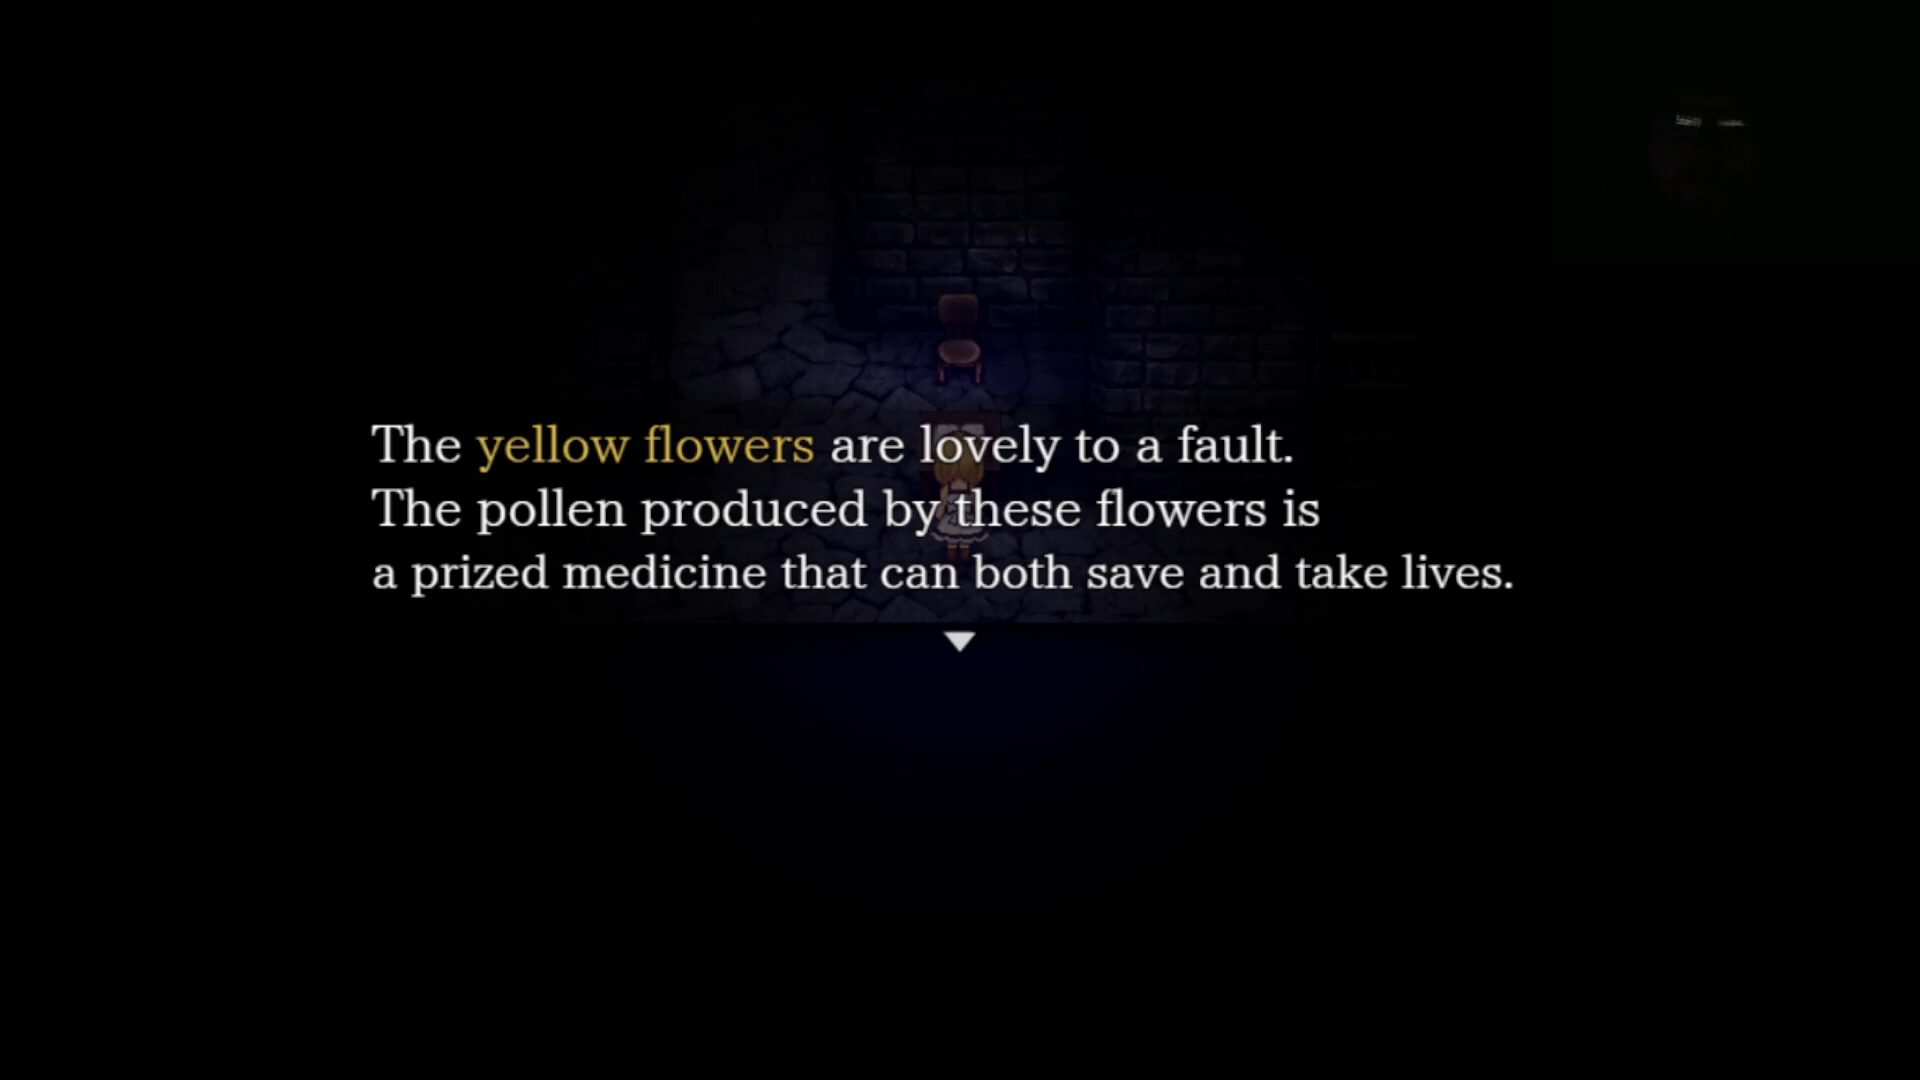 The yellow flowers are lovely to a fault.
The pollen produced by these flowers is
a prized medicine that can both save and take lives.